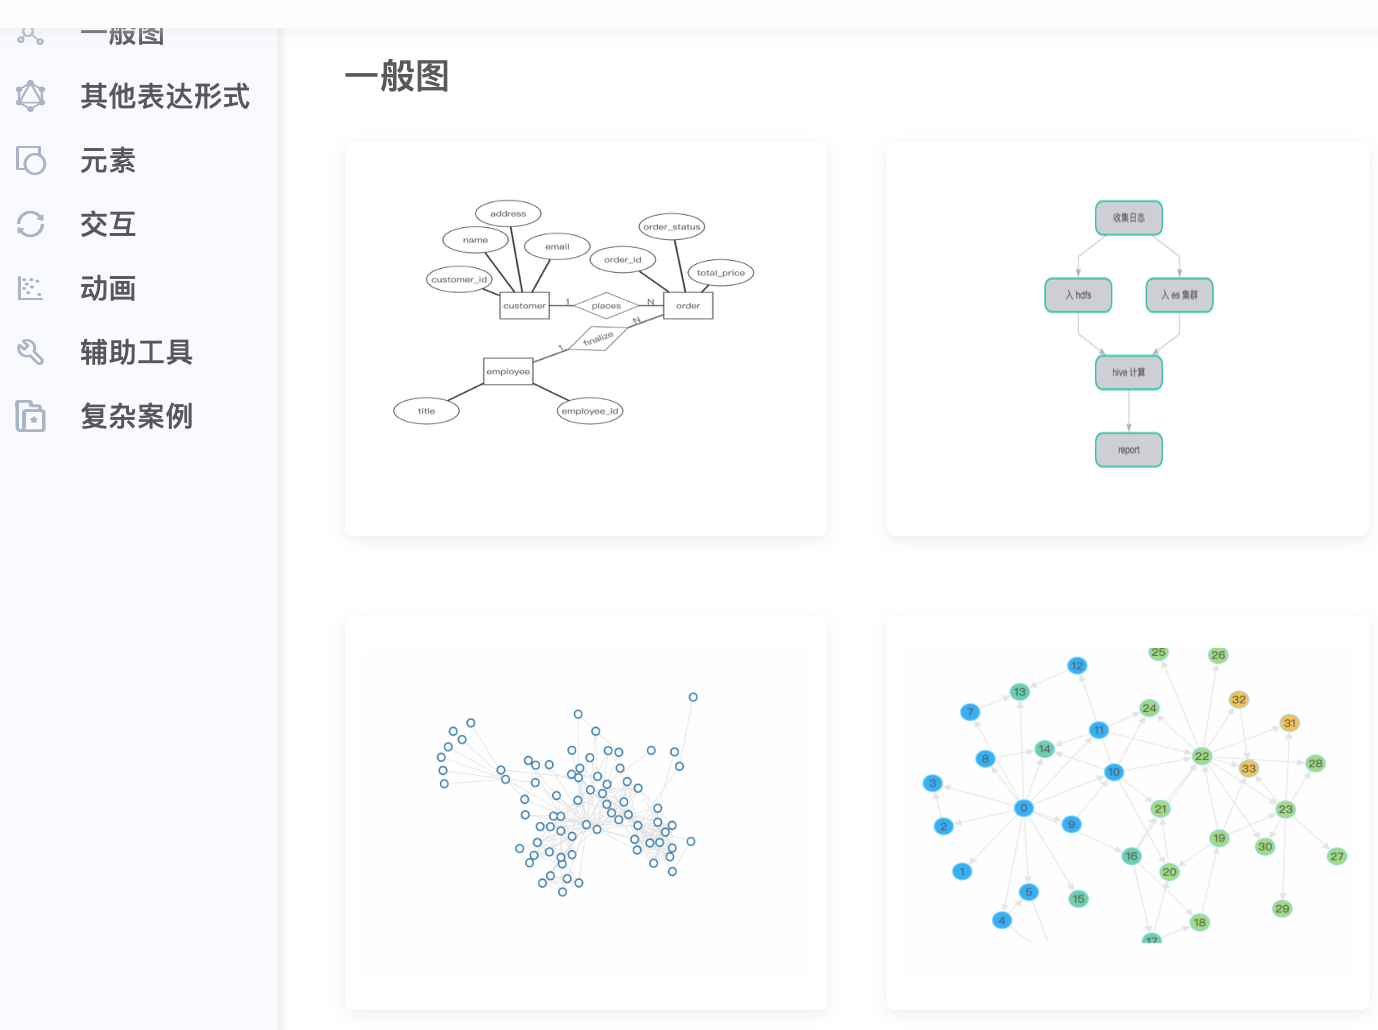 一般图
其他表达形式
元素
交互
动画
辅助工具
复杂案例
一般图
address
name
email
customer_id
order_status
order_id
total_price
customer
1
places
N
order
1
finalize
N
employee
title
employee_id
收集日志
入 hdfs
入 es 集群
hive 计算
report
25
26
12
13
32
7
24
31
11
14
22
8
28
33
10
3
0
21
23
2
9
19
30
16
27
1
20
5
15
29
4
18
17